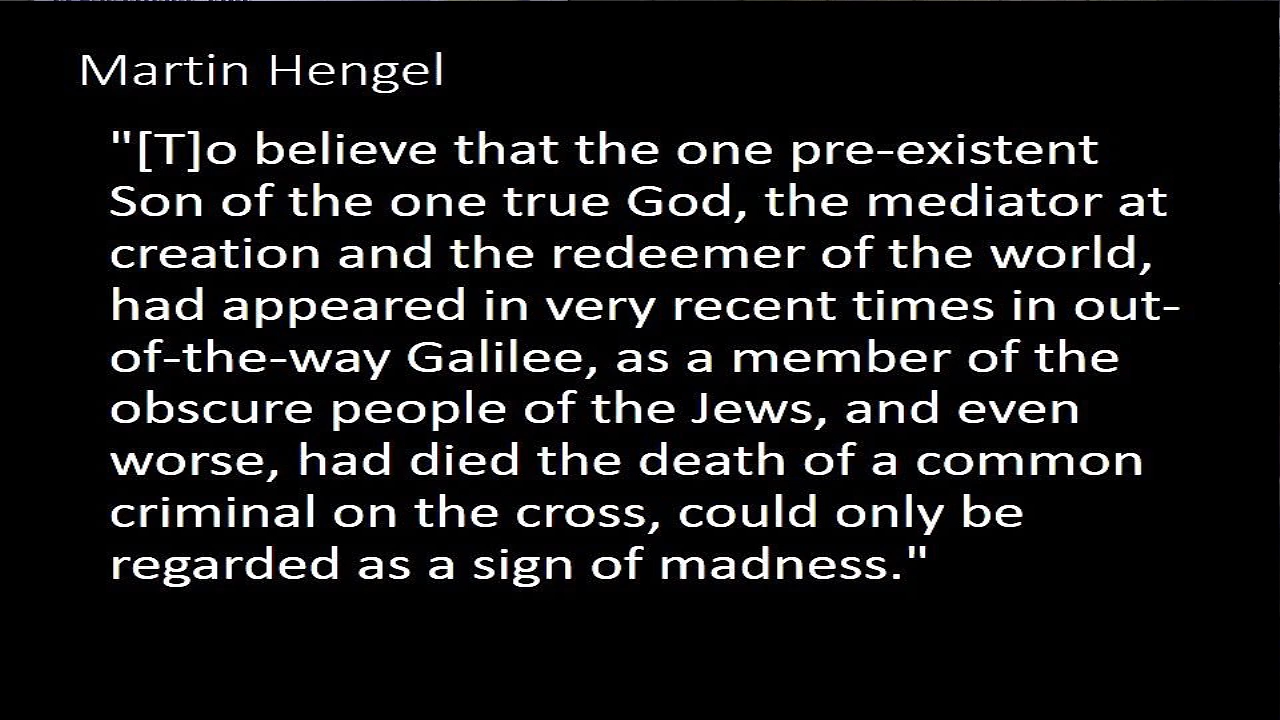 Martin Hengel
"[T]o believe that the one pre-existent
Son of the one true God, the mediator at
creation and the redeemer of the world,
had appeared in very recent times in out-
of-the-way Galilee, as a member of the
obscure people of the Jews, and even
worse, had died the death of a common
criminal on the cross, could only be
regarded as a sign of madness."